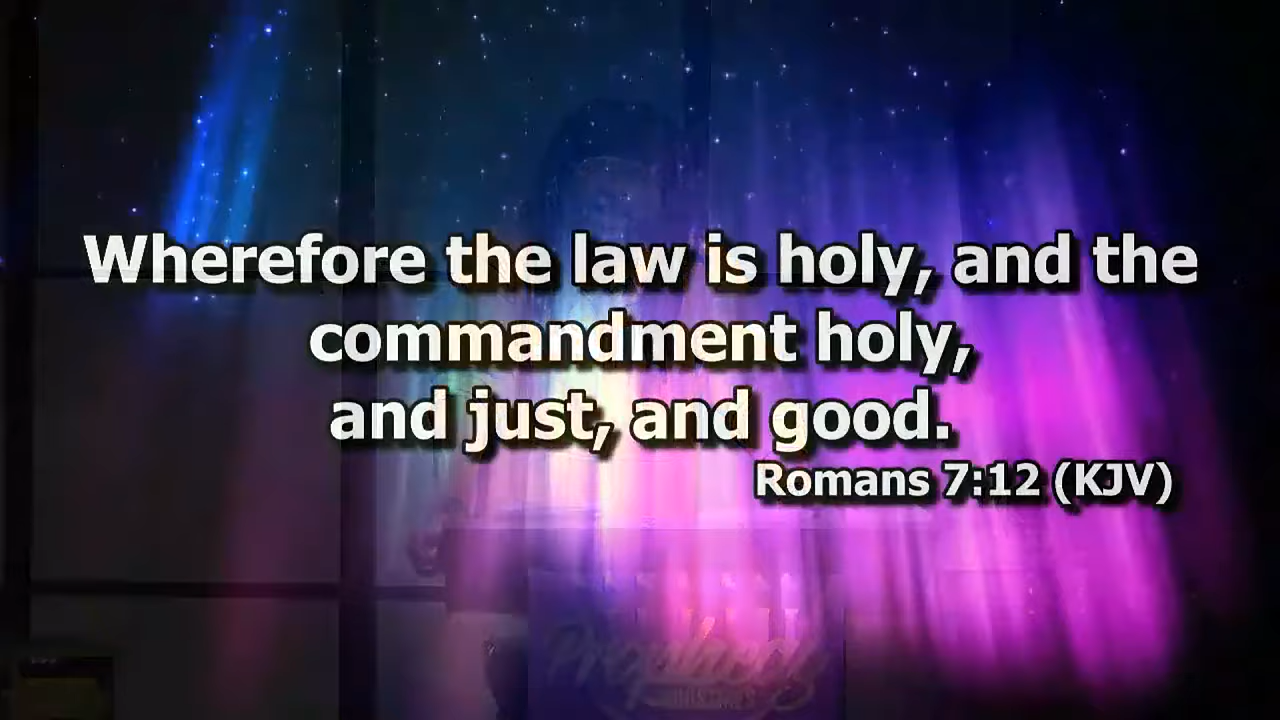 Wherefore the law is holy, and the
commandment holy,
and just, and good.
Romans 7:12 (KJV)